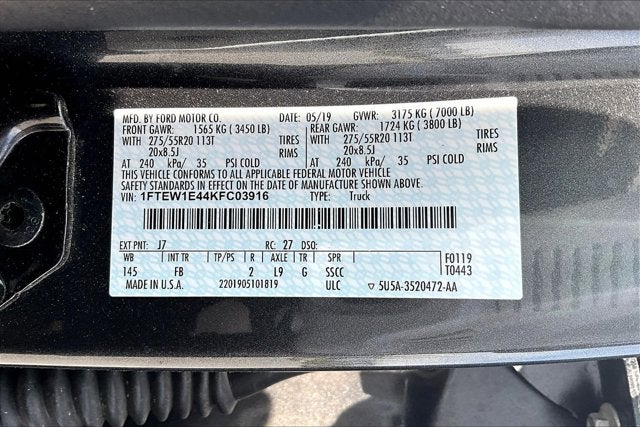 MFD. BY FORD MOTOR CO. DATE: 05/19 GVWR: 3175 KG ( 7000 LB)
FRONT GAWR: 1565 KG ( 3450 LB) REAR GAWR: 1724 KG ( 3800 LB)
WITH 275/55R20 113T TIRES WITH 275/55R20 113T TIRES
20x8.5J RIMS 20x8.5J RIMS
AT 240 kPa/ 35 PSI COLD AT 240 kPa/ 35 PSI COLD
THIS VEHICLE CONFORMS TO ALL APPLICABLE FEDERAL MOTOR VEHICLE
SAFETY STANDARDS IN EFFECT ON THE DATE OF MANUFACTURE SHOWN ABOVE.
VIN: 1FTEW1E44KFC03916 TYPE: Truck
EXT PNT: J7 RC: 27 DSO:
WB INT TR TP/PS R AXLE TR SPR F0119
145 FB 2 L9 G SSCC T0443
MADE IN U.S.A. 2201905101819 ULC ▽ 5U5A-3520472-AA